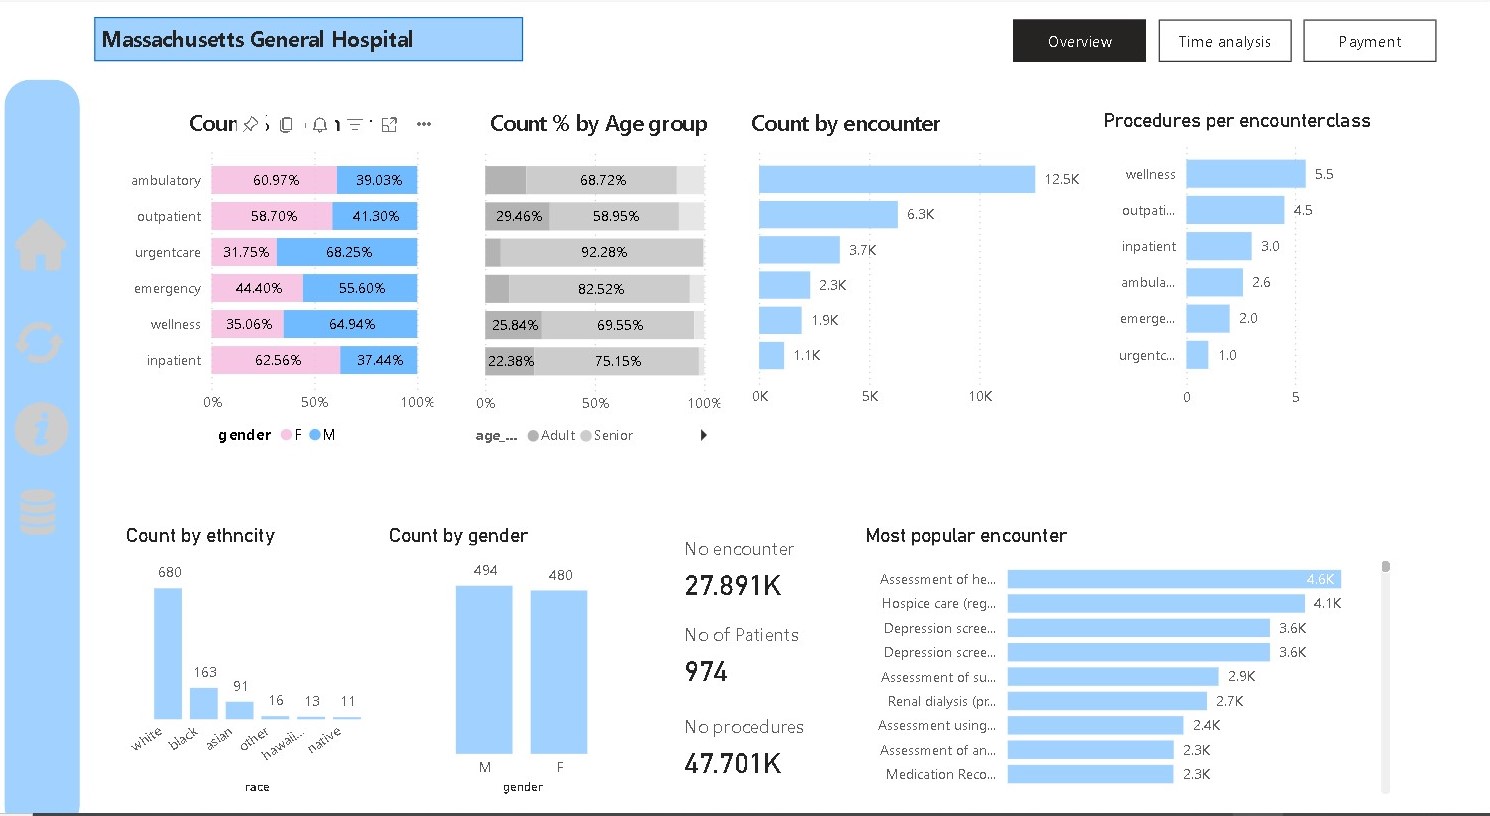 Massachusetts General Hospital
Overview
Time analysis
Payment
Count % by Age group
Count by encounter
Procedures per encounterclass
ambulatory 60.97% 39.03%
outpatient 58.70% 41.30%
urgentcare 31.75% 68.25%
emergency 44.40% 55.60%
wellness 35.06% 64.94%
inpatient 62.56% 37.44%
0% 50% 100%
gender F M
68.72%
29.46% 58.95%
92.28%
82.52%
25.84% 69.55%
22.38% 75.15%
0% 50% 100%
age_... Adult Senior
12.5K
6.3K
3.7K
2.3K
1.9K
1.1K
0K 5K 10K
wellness 5.5
outpati... 4.5
inpatient 3.0
ambula... 2.6
emerge... 2.0
urgentc... 1.0
0 5
Count by ethncity
680
163
91
16
13
11
white
black
asian
other
hawaii...
native
race
Count by gender
494
480
M F
gender
No encounter
27.891K
No of Patients
974
No procedures
47.701K
Most popular encounter
Assessment of he... 4.6K
Hospice care (reg... 4.1K
Depression scree... 3.6K
Depression scree... 3.6K
Assessment of su... 2.9K
Renal dialysis (pr... 2.7K
Assessment using... 2.4K
Assessment of an... 2.3K
Medication Reco... 2.3K